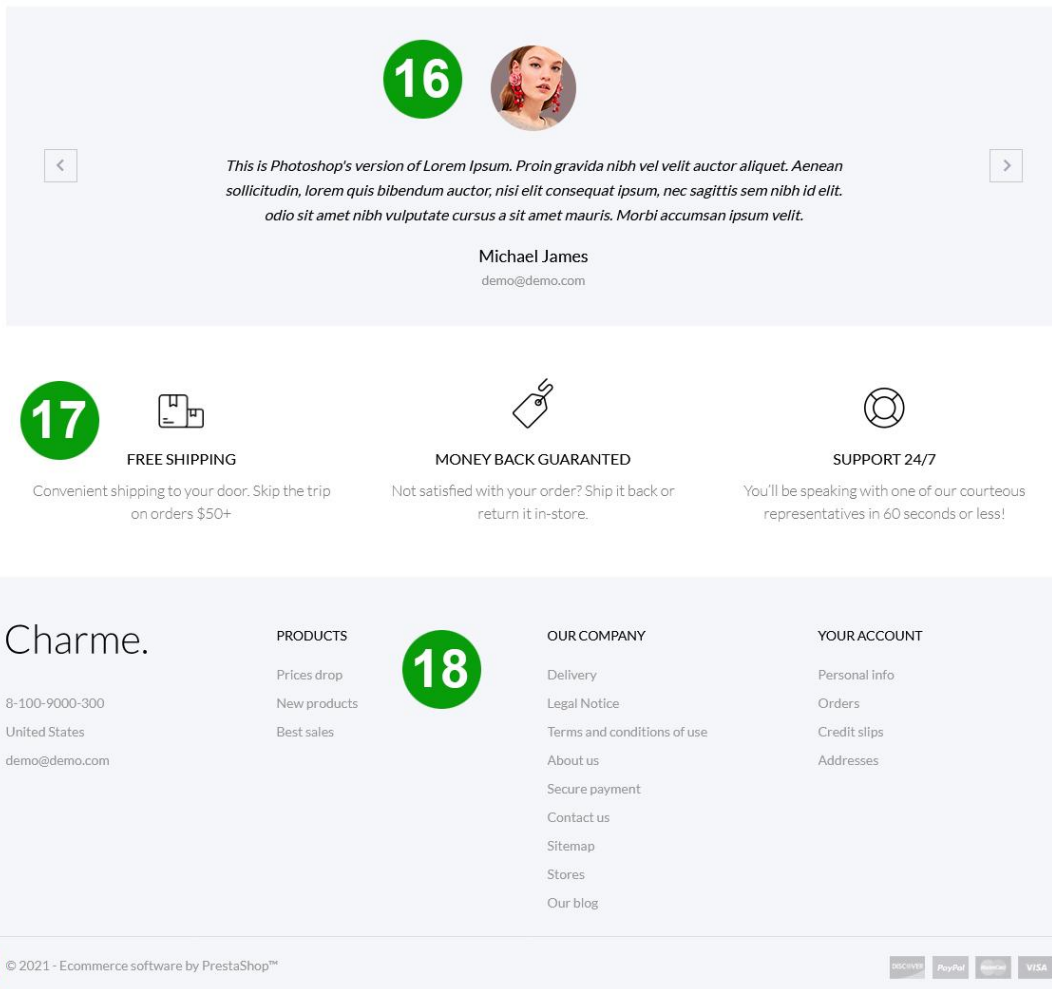 16
This is Photoshop's version of Lorem Ipsum. Proin gravida nibh vel velit auctor aliquet. Aenean
sollicitudin, lorem quis bibendum auctor, nisi elit consequat ipsum, nec sagittis sem nibh id elit.
odio sit amet nibh vulputate cursus a sit amet mauris. Morbi accumsan ipsum velit.
Michael James
demo@demo.com
17
FREE SHIPPING
Convenient shipping to your door. Skip the trip
on orders $50+
MONEY BACK GUARANTED
Not satisfied with your order? Ship it back or
return it in-store.
SUPPORT 24/7
You'll be speaking with one of our courteous
representatives in 60 seconds or less!
Charme.
8-100-9000-300
United States
demo@demo.com
PRODUCTS
Prices drop
New products
Best sales
18
OUR COMPANY
Delivery
Legal Notice
Terms and conditions of use
About us
Secure payment
Contact us
Sitemap
Stores
Our blog
YOUR ACCOUNT
Personal info
Orders
Credit slips
Addresses
© 2021 - Ecommerce software by PrestaShop™
DISCOVER
PayPal
VISA